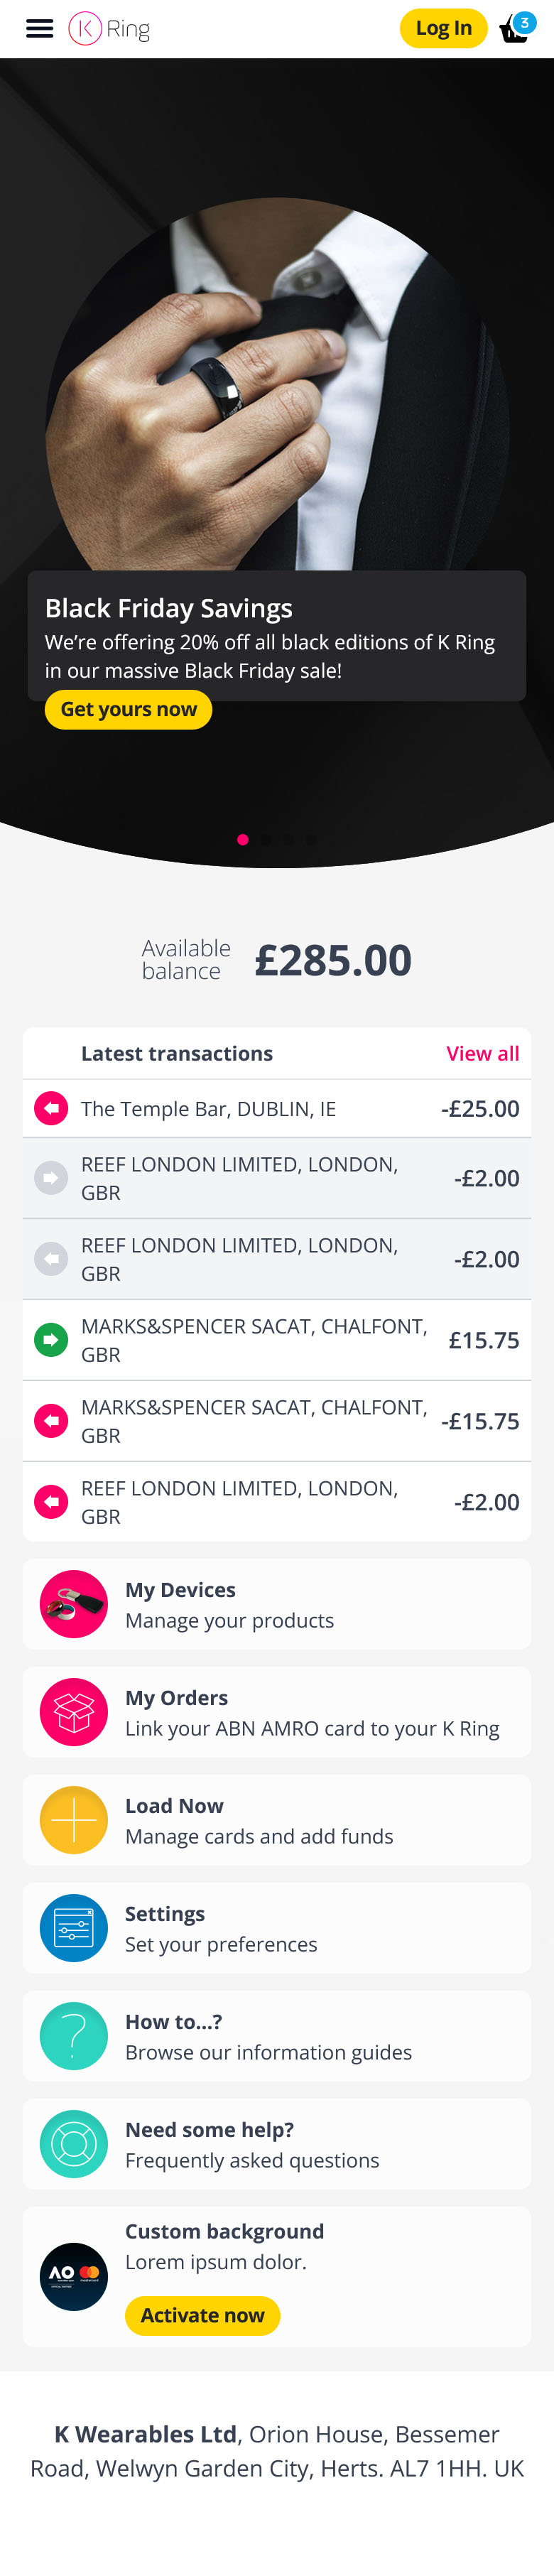 K Ring
Log In
3
Black Friday Savings
We’re offering 20% off all black editions of K Ring
in our massive Black Friday sale!
Get yours now
Available
balance
£285.00
Latest transactions
View all
The Temple Bar, DUBLIN, IE
-£25.00
REEF LONDON LIMITED, LONDON,
GBR
-£2.00
REEF LONDON LIMITED, LONDON,
GBR
-£2.00
MARKS&SPENCER SACAT, CHALFONT,
GBR
£15.75
MARKS&SPENCER SACAT, CHALFONT,
GBR
-£15.75
REEF LONDON LIMITED, LONDON,
GBR
-£2.00
My Devices
Manage your products
My Orders
Link your ABN AMRO card to your K Ring
Load Now
Manage cards and add funds
Settings
Set your preferences
How to...?
Browse our information guides
Need some help?
Frequently asked questions
AO
Custom background
Lorem ipsum dolor.
Activate now
K Wearables Ltd, Orion House, Bessemer
Road, Welwyn Garden City, Herts. AL7 1HH. UK